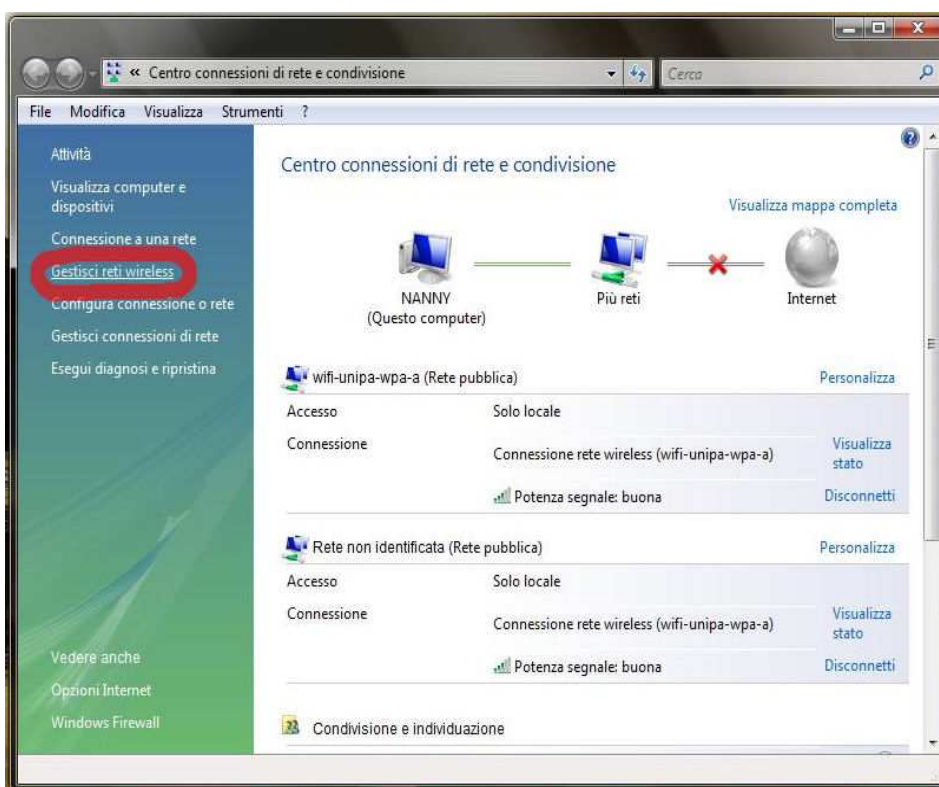 « Centro connessioni di rete e condivisione
Cerca
File Modifica Visualizza Strumenti ?
Attività
Visualizza computer e
dispositivi
Connessione a una rete
Gestisci reti wireless
Configura connessione o rete
Gestisci connessioni di rete
Esegui diagnosi e ripristina
Vedere anche
Opzioni Internet
Windows Firewall
Centro connessioni di rete e condivisione
Visualizza mappa completa
NANNY
(Questo computer)
Più reti
Internet
wifi-unipa-wpa-a (Rete pubblica) Personalizza
Accesso Solo locale
Connessione Connessione rete wireless (wifi-unipa-wpa-a) Visualizza
stato
Potenza segnale: buona Disconnetti
Rete non identificata (Rete pubblica) Personalizza
Accesso Solo locale
Connessione Connessione rete wireless (wifi-unipa-wpa-a) Visualizza
stato
Potenza segnale: buona Disconnetti
Condivisione e individuazione